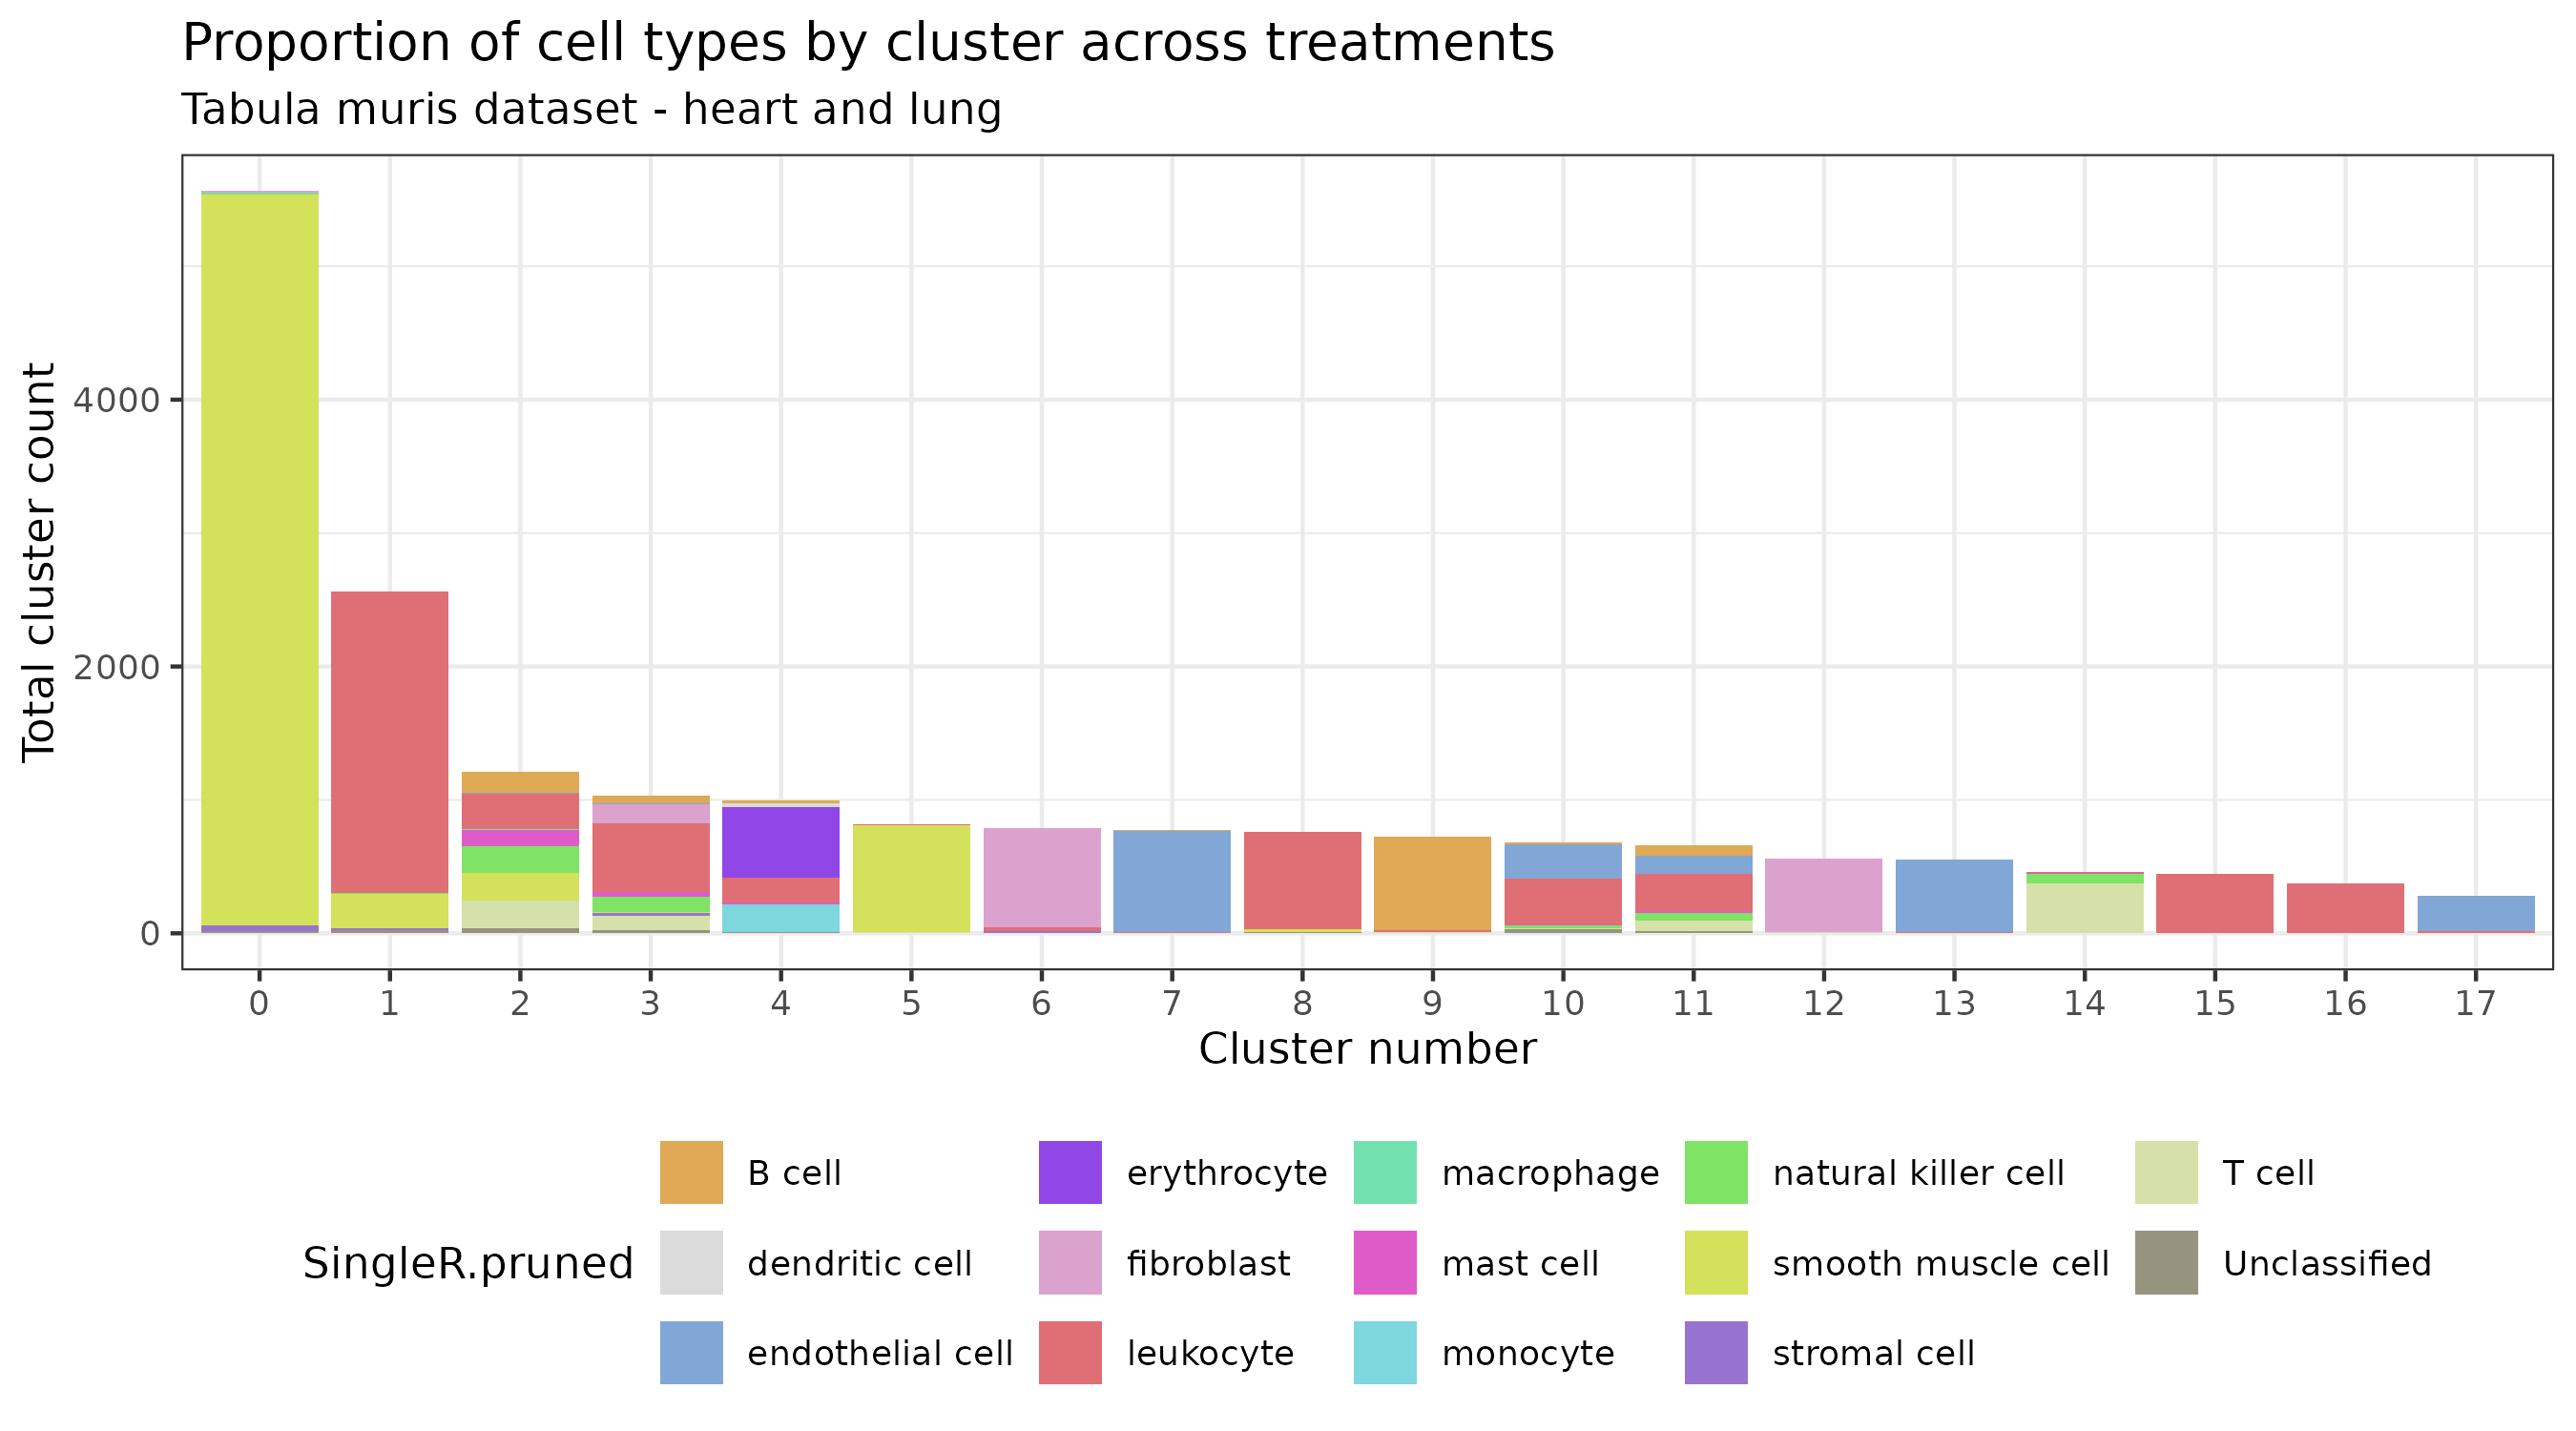 Proportion of cell types by cluster across treatments
Tabula muris dataset - heart and lung
Total cluster count
4000
2000
0
0 1 2 3 4 5 6 7 8 9 10 11 12 13 14 15 16 17
Cluster number
SingleR.pruned
B cell
dendritic cell
endothelial cell
erythrocyte
fibroblast
leukocyte
macrophage
mast cell
monocyte
natural killer cell
smooth muscle cell
stromal cell
T cell
Unclassified